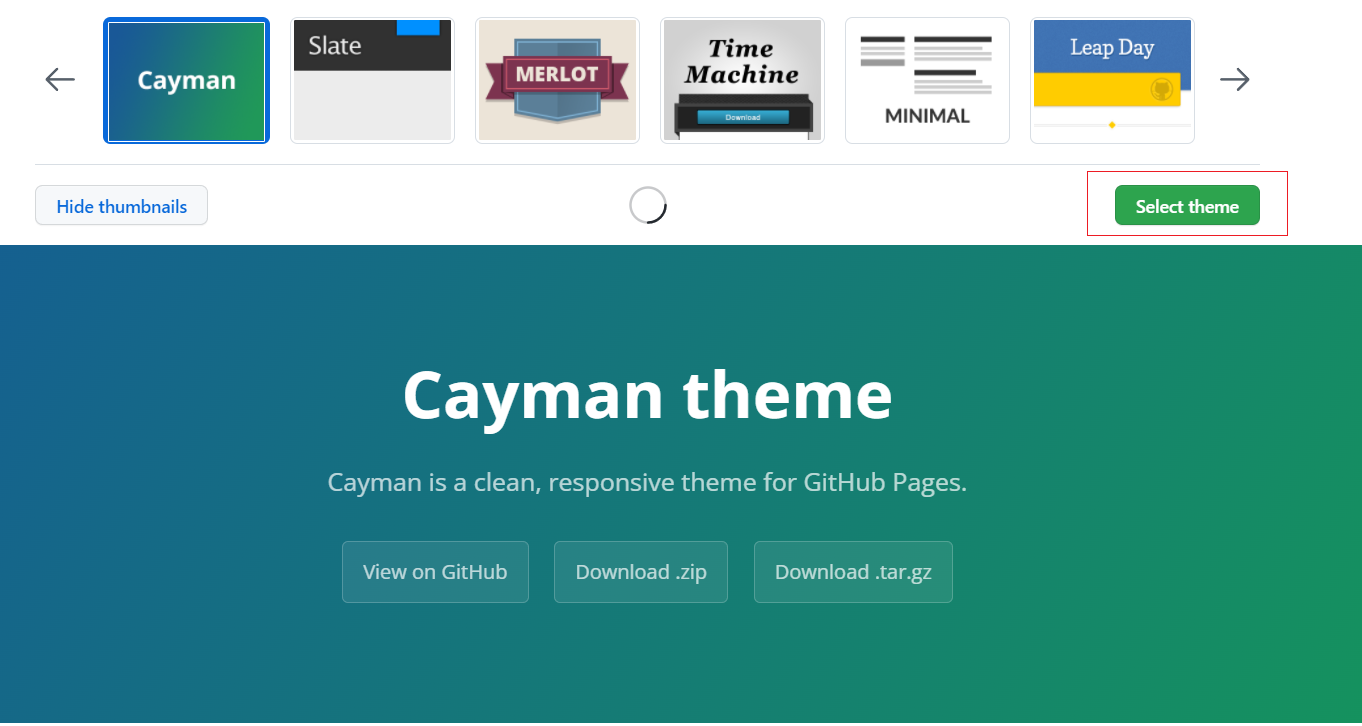 Cayman
Slate
MERLOT
Time
Machine
Download
MINIMAL
Leap Day
Hide thumbnails
Select theme
Cayman theme
Cayman is a clean, responsive theme for GitHub Pages.
View on GitHub
Download .zip
Download .tar.gz